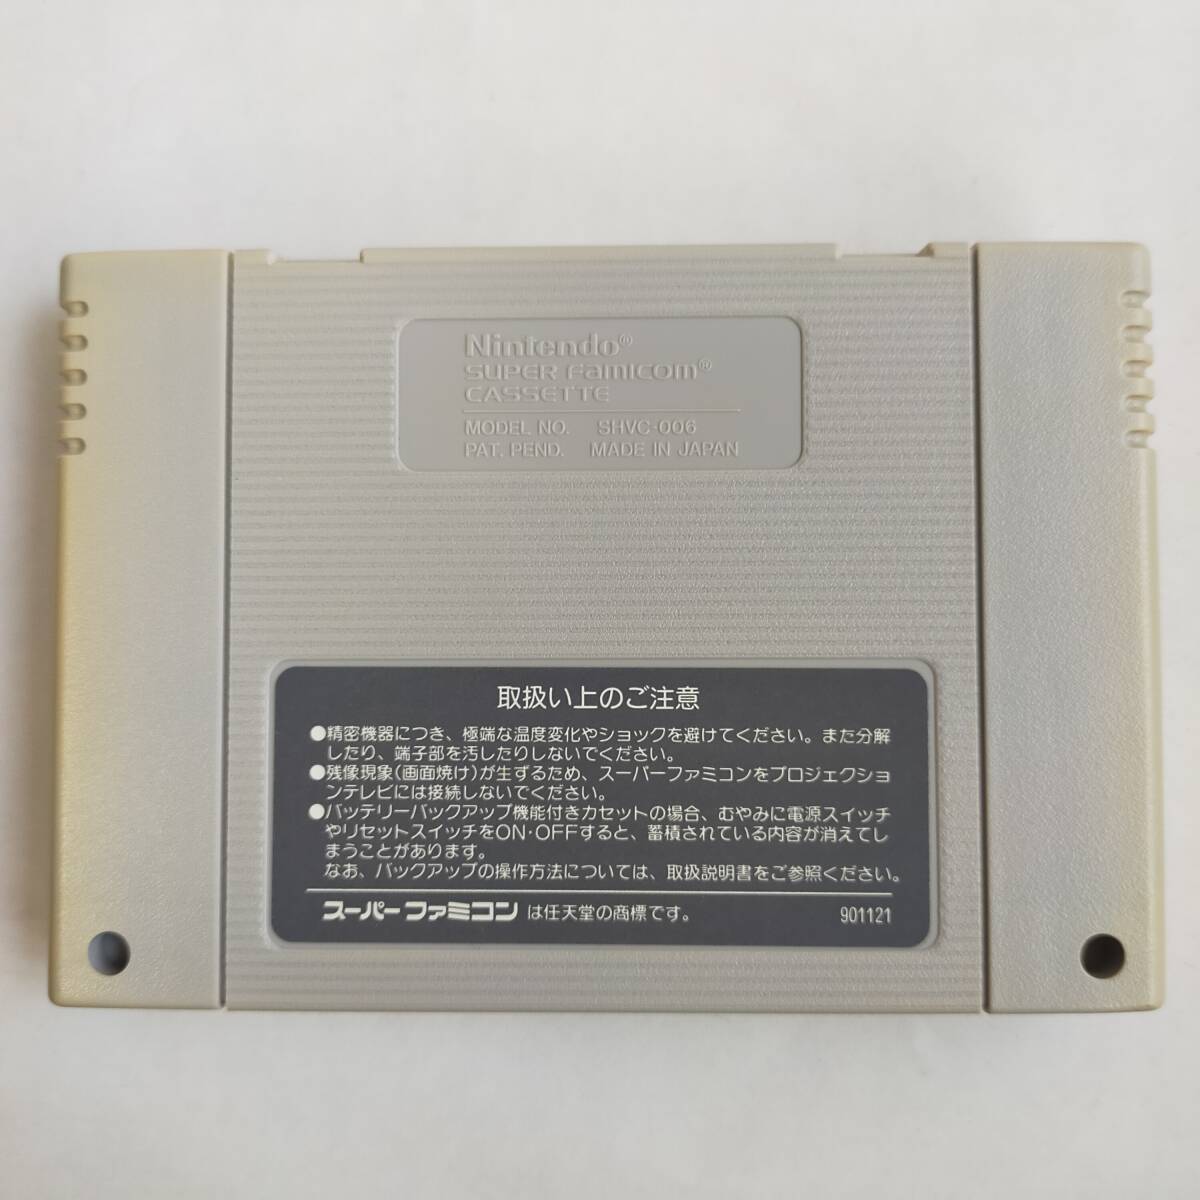 Nintendo®
SUPER FAMICOM®
CASSETTE
MODEL NO. SHVC-006
PAT. PEND. MADE IN JAPAN
取扱い上のご注意
●精密機器につき、極端な温度変化やショックを避けてください。また分解
したり、端子部を汚したりしないでください。
●残像現象(画面焼け)が生ずるため、スーパーファミコンをプロジェクショ
ンテレビには接続しないでください。
●バッテリーバックアップ機能付きカセットの場合、むやみに電源スイッチ
やリセットスイッチをON・OFFすると、蓄積されている内容が消えてし
まうことがあります。
なお、バックアップの操作方法については、取扱説明書をご参照ください。
スーパーファミコン は任天堂の商標です。 901121